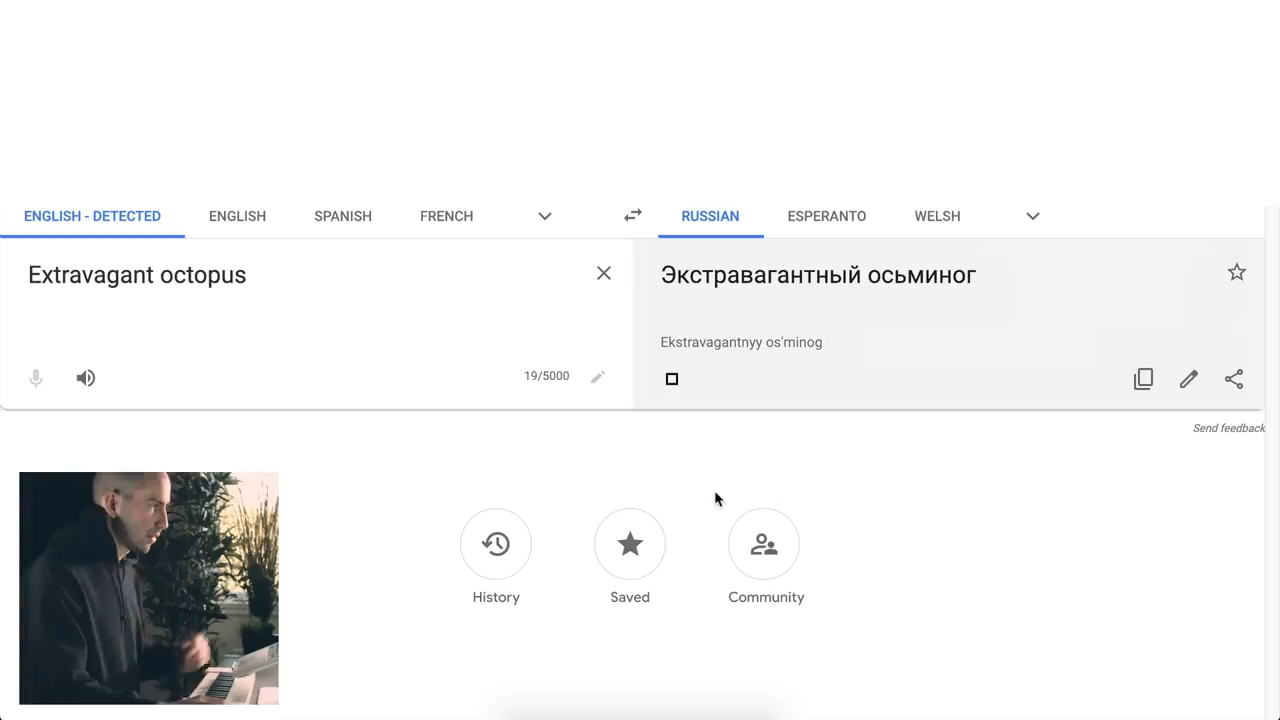 ENGLISH - DETECTED ENGLISH SPANISH FRENCH RUSSIAN ESPERANTO WELSH
Extravagant octopus
Экстравагантный осьминог
Ekstravagantnyy os'minog
19/5000
Send feedback
History Saved Community